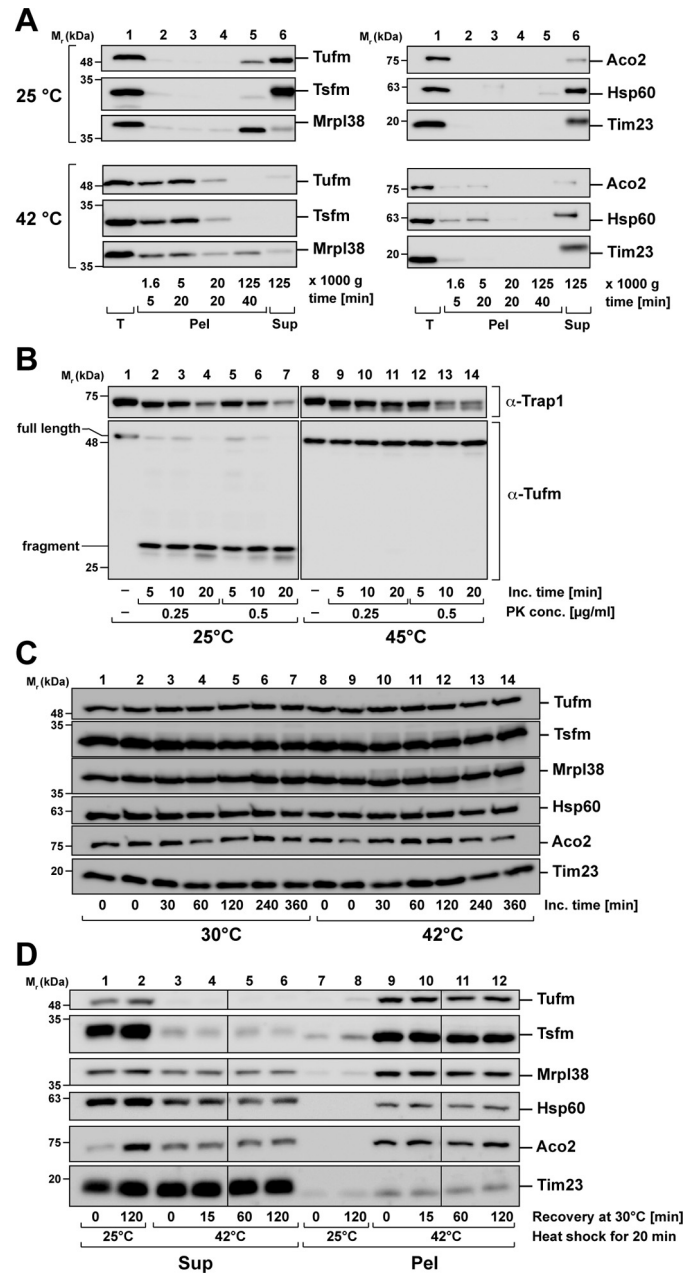 A
Mr (kDa) 1 2 3 4 5 6
25 °C
48 Tufm
35 Tsfm
35 Mrpl38
42 °C
48 Tufm
35 Tsfm
35 Mrpl38
1.6 5 20 125 125 x 1000 g
5 20 20 40 time [min]
T Pel Sup
Mr (kDa) 1 2 3 4 5 6
75 Aco2
63 Hsp60
20 Tim23
75 Aco2
63 Hsp60
20 Tim23
1.6 5 20 125 125 x 1000 g
5 20 20 40 time [min]
T Pel Sup
B
Mr (kDa) 1 2 3 4 5 6 7 8 9 10 11 12 13 14
75 α-Trap1
full length
48
α-Tufm
fragment
25
– 5 10 20 5 10 20 – 5 10 20 5 10 20 Inc. time [min]
– 0.25 0.5 – 0.25 0.5 PK conc. [µg/ml]
25°C 45°C
C
Mr (kDa) 1 2 3 4 5 6 7 8 9 10 11 12 13 14
48 Tufm
35 Tsfm
35 Mrpl38
63 Hsp60
75 Aco2
20 Tim23
0 0 30 60 120 240 360 0 0 30 60 120 240 360 Inc. time [min]
30°C 42°C
D
Mr (kDa) 1 2 3 4 5 6 7 8 9 10 11 12
48 Tufm
35 Tsfm
35 Mrpl38
63 Hsp60
75 Aco2
20 Tim23
0 120 0 15 60 120 0 120 0 15 60 120 Recovery at 30°C [min]
25°C 42°C 25°C 42°C Heat shock for 20 min
Sup Pel